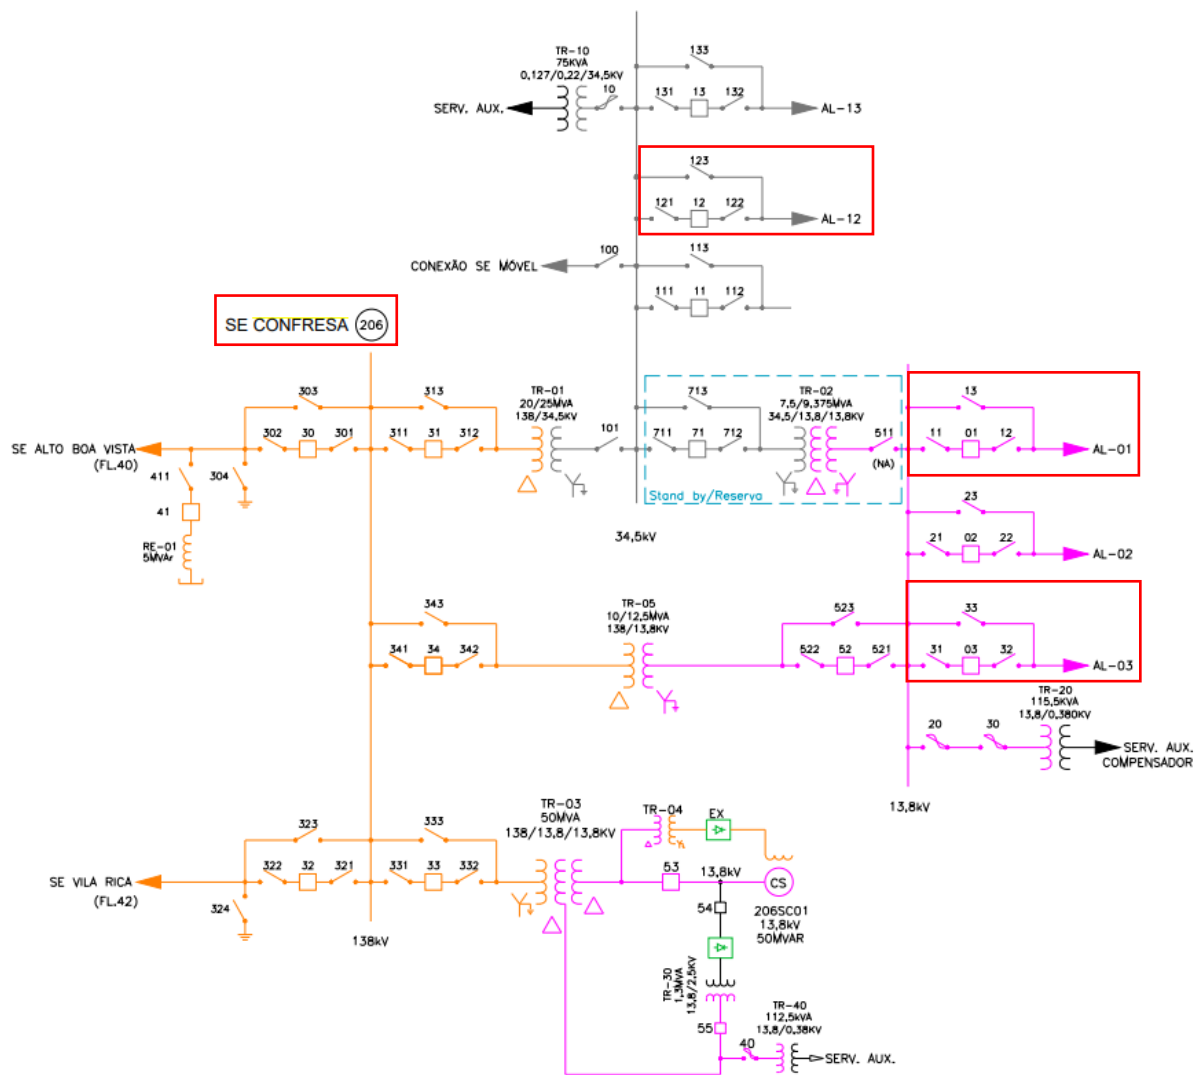 TR-10
75KVA
0,127/0,22/34,5KV
10
SERV. AUX.
133
131
13
132
AL-13
123
121
12
122
AL-12
100
CONEXÃO SE MÓVEL
113
111
11
112
SE CONFRESA
206
303
302
30
301
313
311
31
312
TR-01
20/25MVA
138/34,5KV
101
713
711
71
712
TR-02
7,5/9,375MVA
34,5/13,8/13,8KV
511
(NA)
Stand by/Reserva
13
11
01
12
AL-01
SE ALTO BOA VISTA
(FL.40)
411
304
41
RE-01
5MVAr
34,5kV
23
21
02
22
AL-02
343
341
34
342
TR-05
10/12,5MVA
138/13,8KV
523
522
52
521
33
31
03
32
AL-03
TR-20
115,5KVA
13,8/0,380KV
20
30
SERV. AUX.
COMPENSADOR
13,8kV
323
322
32
321
333
331
33
332
TR-03
50MVA
138/13,8/13,8KV
TR-04
EX
53
13,8kV
CS
206SC01
13,8kV
50MVAR
SE VILA RICA
(FL.42)
324
138kV
54
TR-30
1,3MVA
13,8/2,5KV
55
40
TR-40
112,5kVA
13,8/0,38KV
SERV. AUX.